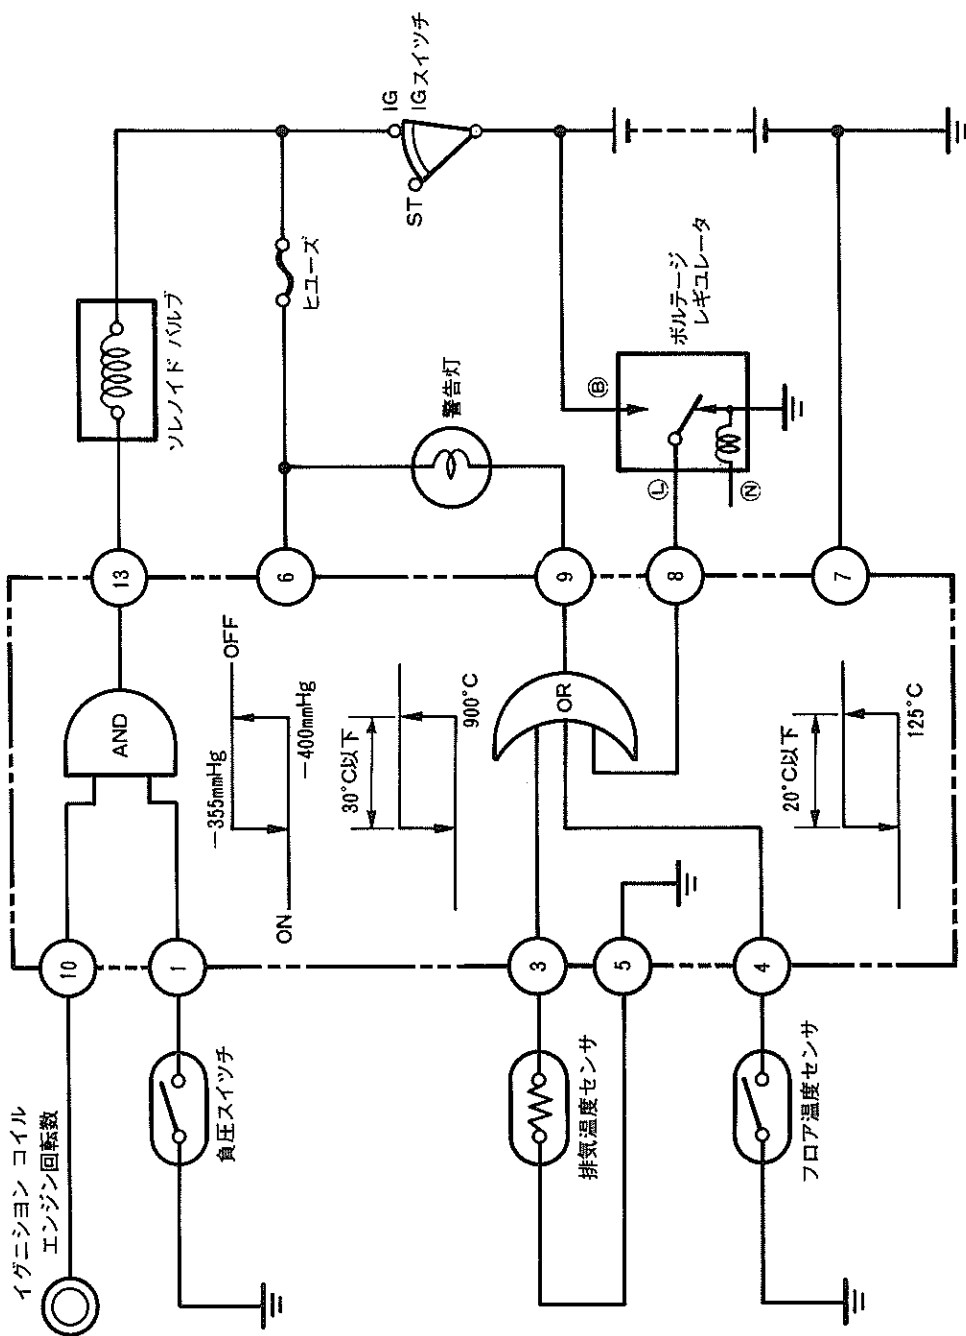 イグニシヨン コイル
エンジン回転数
負圧スイツチ
排気温度センサ
フロア温度センサ
10
1
3
5
4
AND
ON
OFF
−355mmHg
−400mmHg
30°C以下
900°C
OR
20°C以下
125°C
13
6
9
8
7
ソレノイド バルブ
ヒユーズ
警告灯
ST
IG
IGスイツチ
Ⓑ
Ⓛ
Ⓝ
ボルテージ
レギュレータ